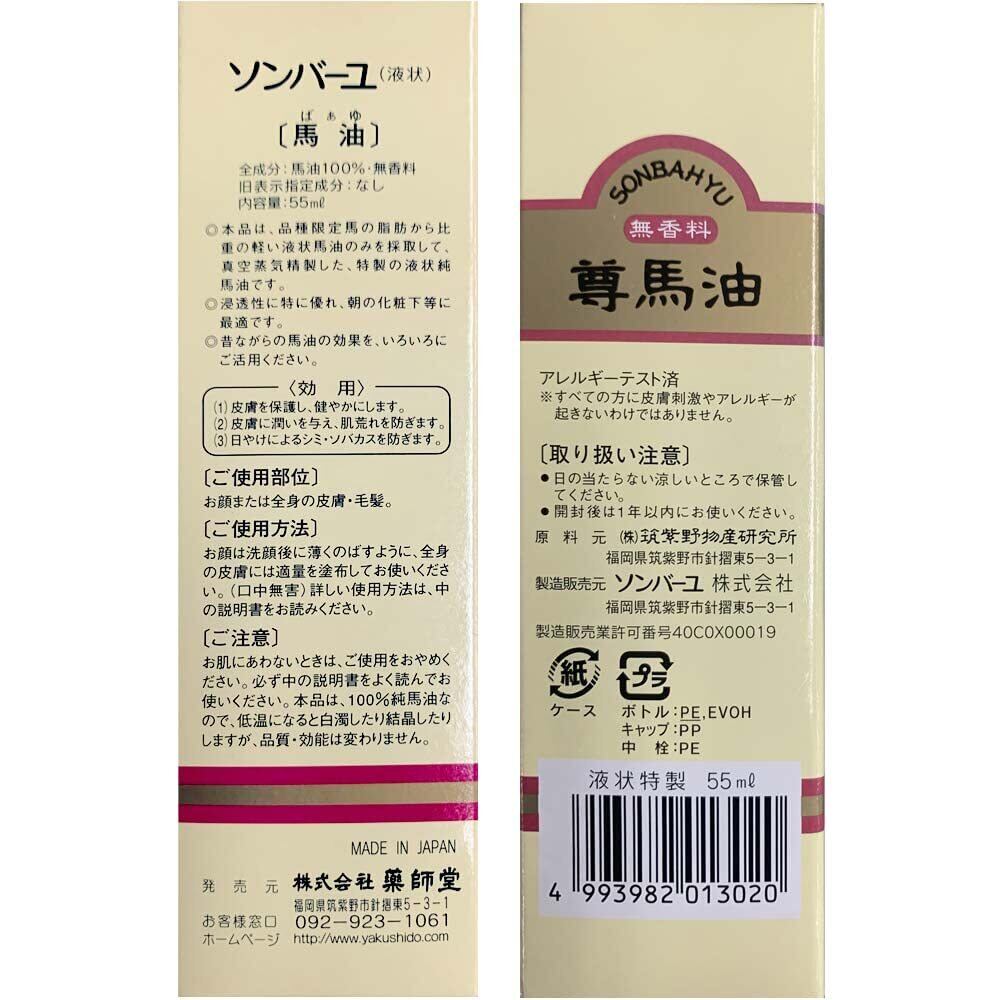 ソンバーユ(液状)
ばぁゆ
〔馬油〕
全成分:馬油100%・無香料
旧表示指定成分:なし
内容量:55mℓ
◎本品は、品種限定馬の脂肪から比
重の軽い液状馬油のみを採取して、
真空蒸気精製した、特製の液状純
馬油です。
◎浸透性に特に優れ、朝の化粧下等に
最適です。
◎昔ながらの馬油の効果を、いろいろに
ご活用ください。
〈効用〉
(1)皮膚を保護し、健やかにします。
(2)皮膚に潤いを与え、肌荒れを防ぎます。
(3)日やけによるシミ・ソバカスを防ぎます。
〔ご使用部位〕
お顔または全身の皮膚・毛髪。
〔ご使用方法〕
お顔は洗顔後に薄くのばすように、全身
の皮膚には適量を塗布してお使いくださ
い。(口中無害)詳しい使用方法は、中
の説明書をお読みください。
〔ご注意〕
お肌にあわないときは、ご使用をおやめく
ださい。必ず中の説明書をよく読んでお
使いください。本品は、100%純馬油な
ので、低温になると白濁したり結晶したり
しますが、品質・効能は変わりません。
MADE IN JAPAN
発売元 株式会社 薬師堂
福岡県筑紫野市針摺東5-3-1
お客様窓口 092-923-1061
ホームページ http://www.yakushido.com
SONBAHYU
無香料
尊馬油
アレルギーテスト済
※すべての方に皮膚刺激やアレルギーが
起きないわけではありません。
〔取り扱い注意〕
●日の当たらない涼しいところで保管し
てください。
●開封後は1年以内にお使いください。
原料元 ㈱筑紫野物産研究所
福岡県筑紫野市針摺東5-3-1
製造販売元 ソンバーユ 株式会社
福岡県筑紫野市針摺東5-3-1
製造販売業許可番号40C0X00019
紙 プラ
ケース ボトル:PE,EVOH
キャップ:PP
中栓:PE
液状特製 55mℓ
4 993982 013020